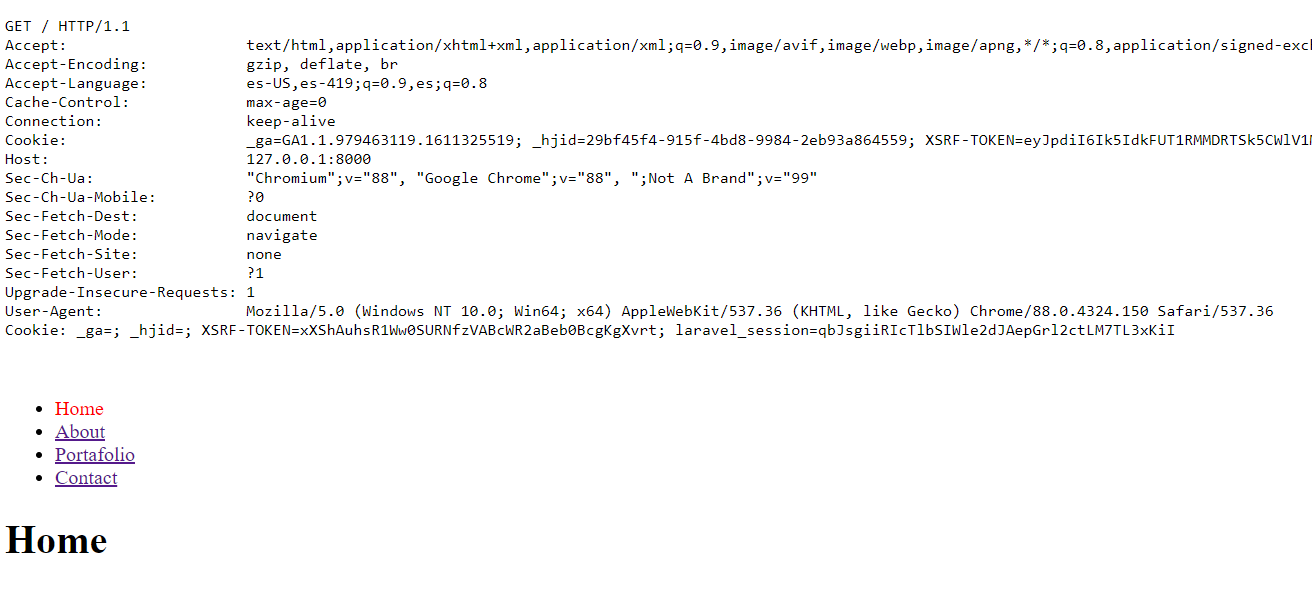 GET / HTTP/1.1
Accept: text/html,application/xhtml+xml,application/xml;q=0.9,image/avif,image/webp,image/apng,*/*;q=0.8,application/signed-excl
Accept-Encoding: gzip, deflate, br
Accept-Language: es-US,es-419;q=0.9,es;q=0.8
Cache-Control: max-age=0
Connection: keep-alive
Cookie: _ga=GA1.1.979463119.1611325519; _hjid=29bf45f4-915f-4bd8-9984-2eb93a864559; XSRF-TOKEN=eyJpdiI6Ik5IdkFUT1RMMDRTSk5CWlV1M
Host: 127.0.0.1:8000
Sec-Ch-Ua: "Chromium";v="88", "Google Chrome";v="88", ";Not A Brand";v="99"
Sec-Ch-Ua-Mobile: ?0
Sec-Fetch-Dest: document
Sec-Fetch-Mode: navigate
Sec-Fetch-Site: none
Sec-Fetch-User: ?1
Upgrade-Insecure-Requests: 1
User-Agent: Mozilla/5.0 (Windows NT 10.0; Win64; x64) AppleWebKit/537.36 (KHTML, like Gecko) Chrome/88.0.4324.150 Safari/537.36
Cookie: _ga=; _hjid=; XSRF-TOKEN=xXShAuhsR1Ww0SURNfzVABcWR2aBeb0BcgKgXvrt; laravel_session=qbJsgiiRIcTlbSIWle2dJAepGrl2ctLM7TL3xKiI
Home
About
Portafolio
Contact
Home